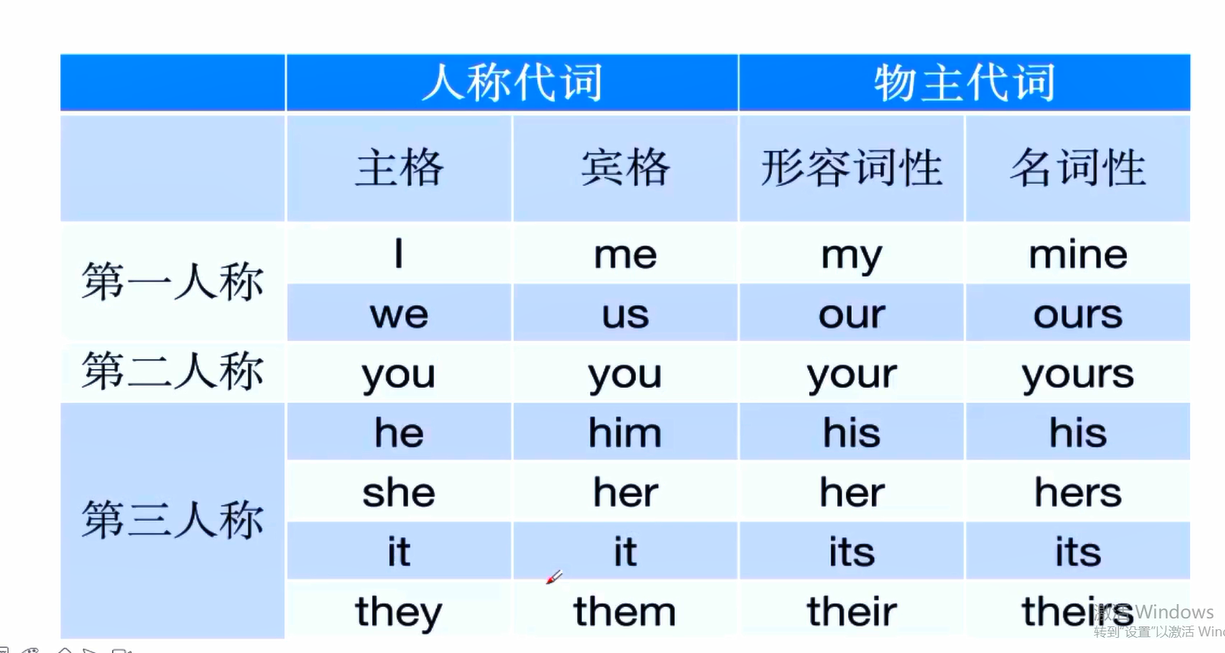 人称代词 物主代词
主格 宾格 形容词性 名词性
第一人称 I me my mine
we us our ours
第二人称 you you your yours
第三人称 he him his his
she her her hers
it it its its
they them their theirs
激活 Windows
转到"设置"以激活 Wind